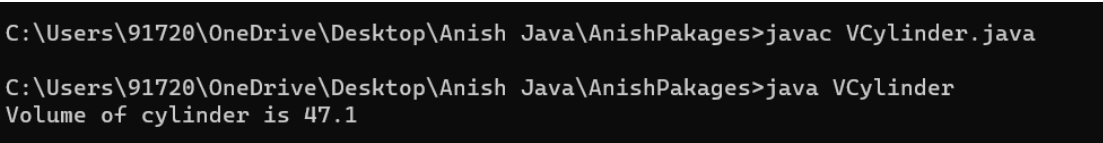 C:\Users\91720\OneDrive\Desktop\Anish Java\AnishPakages>javac VCylinder.java
C:\Users\91720\OneDrive\Desktop\Anish Java\AnishPakages>java VCylinder
Volume of cylinder is 47.1